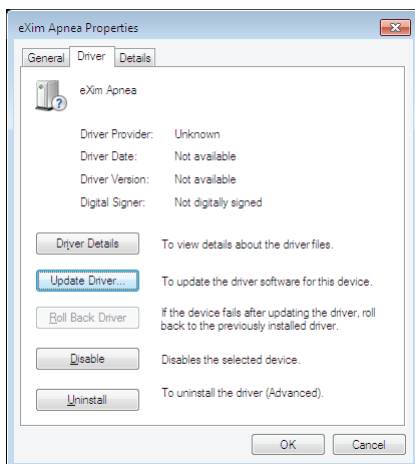 eXim Apnea Properties
General Driver Details
eXim Apnea
Driver Provider: Unknown
Driver Date: Not available
Driver Version: Not available
Digital Signer: Not digitally signed
Driver Details To view details about the driver files.
Update Driver... To update the driver software for this device.
Roll Back Driver If the device fails after updating the driver, roll
back to the previously installed driver.
Disable Disables the selected device.
Uninstall To uninstall the driver (Advanced).
OK Cancel